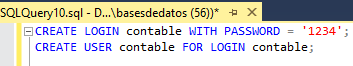 SQLQuery10.sql - D...\basesdedatos (56))*
CREATE LOGIN contable WITH PASSWORD = '1234';
CREATE USER contable FOR LOGIN contable;